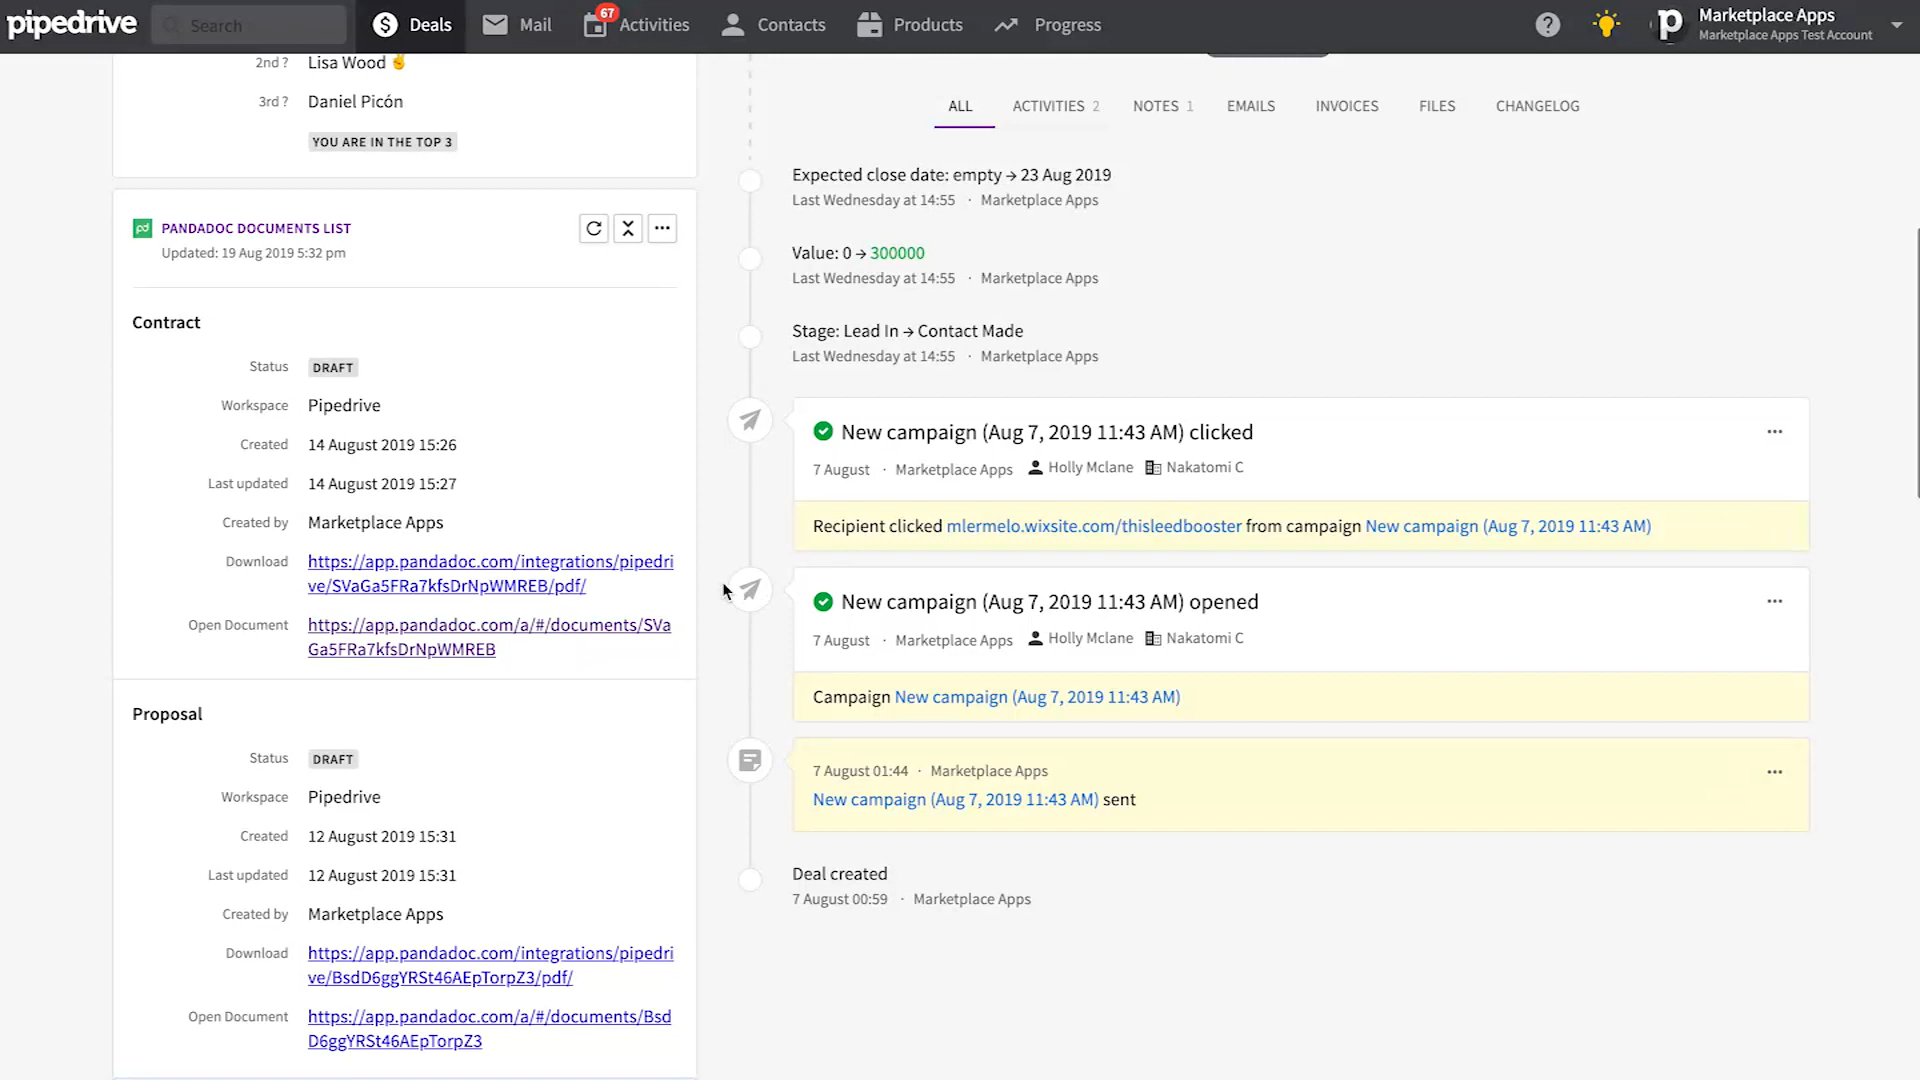 pipedrive
Search
Deals
Mail
67
Activities
Contacts
Products
Progress
Marketplace Apps
Marketplace Apps Test Account
2nd ? Lisa Wood ✌
3rd ? Daniel Picón
YOU ARE IN THE TOP 3
pd PANDADOC DOCUMENTS LIST
Updated: 19 Aug 2019 5:32 pm
Contract
Status DRAFT
Workspace Pipedrive
Created 14 August 2019 15:26
Last updated 14 August 2019 15:27
Created by Marketplace Apps
Download https://app.pandadoc.com/integrations/pipedri
ve/SVaGa5FRa7kfsDrNpWMREB/pdf/
Open Document https://app.pandadoc.com/a/#/documents/SVa
Ga5FRa7kfsDrNpWMREB
Proposal
Status DRAFT
Workspace Pipedrive
Created 12 August 2019 15:31
Last updated 12 August 2019 15:31
Created by Marketplace Apps
Download https://app.pandadoc.com/integrations/pipedri
ve/BsdD6ggYRSt46AEpTorpZ3/pdf/
Open Document https://app.pandadoc.com/a/#/documents/Bsd
D6ggYRSt46AEpTorpZ3
ALL ACTIVITIES 2 NOTES 1 EMAILS INVOICES FILES CHANGELOG
Expected close date: empty → 23 Aug 2019
Last Wednesday at 14:55 · Marketplace Apps
Value: 0 → 300000
Last Wednesday at 14:55 · Marketplace Apps
Stage: Lead In → Contact Made
Last Wednesday at 14:55 · Marketplace Apps
New campaign (Aug 7, 2019 11:43 AM) clicked
7 August · Marketplace Apps Holly Mclane Nakatomi C
Recipient clicked mlermelo.wixsite.com/thisleedbooster from campaign New campaign (Aug 7, 2019 11:43 AM)
New campaign (Aug 7, 2019 11:43 AM) opened
7 August · Marketplace Apps Holly Mclane Nakatomi C
Campaign New campaign (Aug 7, 2019 11:43 AM)
7 August 01:44 · Marketplace Apps
New campaign (Aug 7, 2019 11:43 AM) sent
Deal created
7 August 00:59 · Marketplace Apps